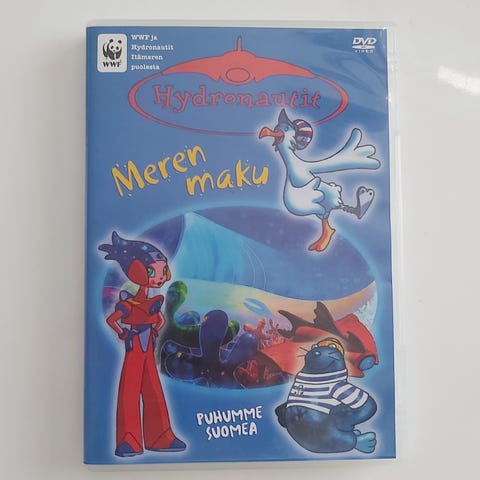 WWF
WWF ja
Hydronautit
Itämeren
puolesta
DVD
VIDEO
Hydronautit
Meren
maku
PUHUMME
SUOMEA